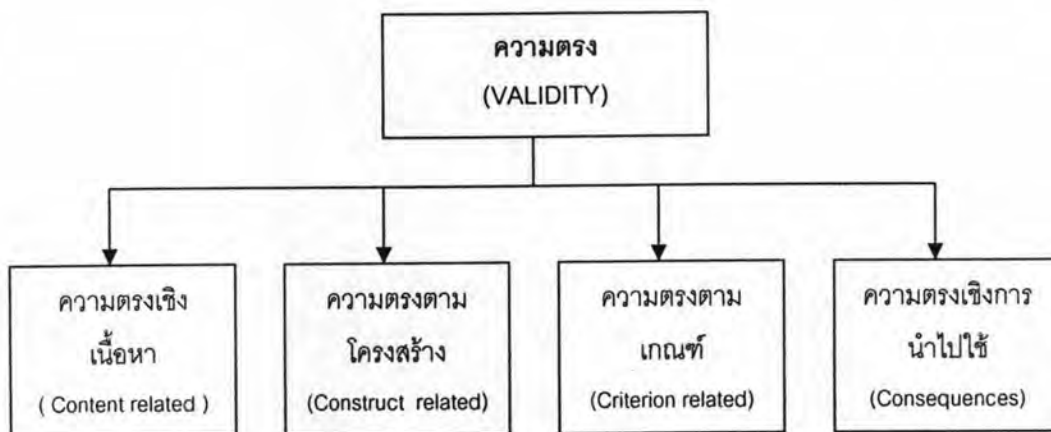 ความตรง
(VALIDITY)
ความตรงเชิง
เนื้อหา
( Content related )
ความตรงตาม
โครงสร้าง
(Construct related)
ความตรงตาม
เกณฑ์
(Criterion related)
ความตรงเชิงการ
นำไปใช้
(Consequences)